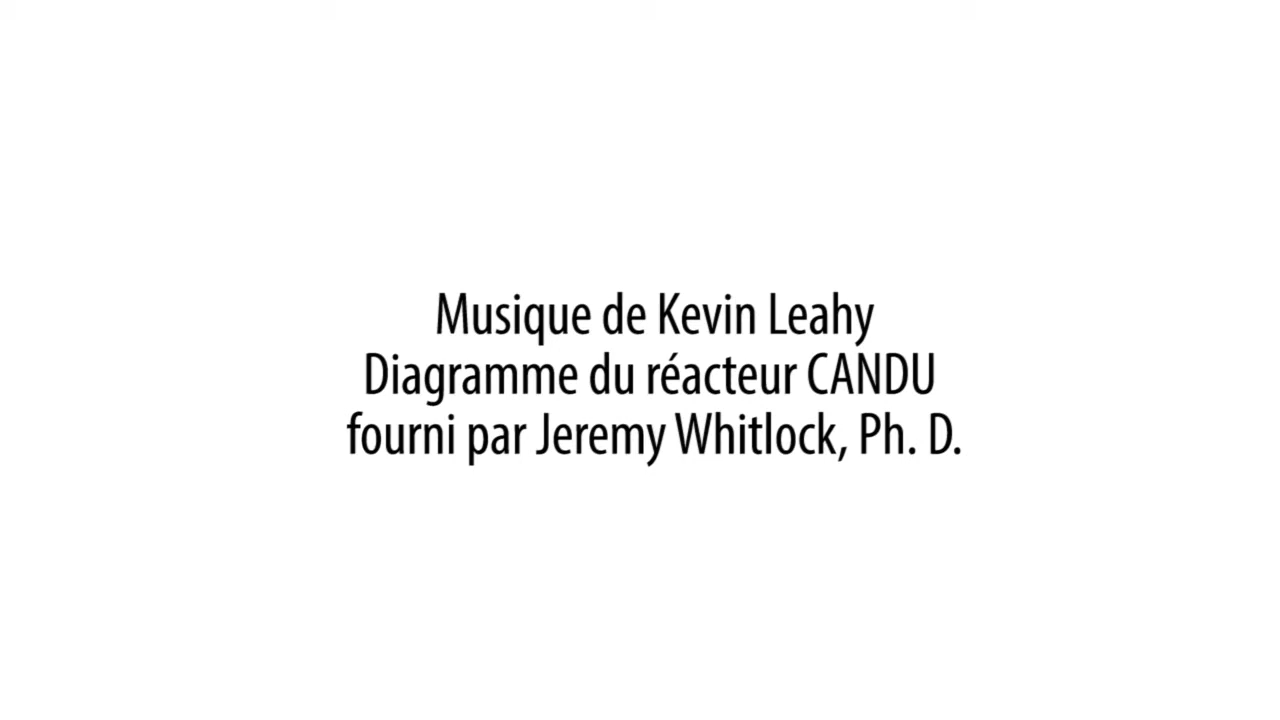 Musique de Kevin Leahy
Diagramme du réacteur CANDU
fourni par Jeremy Whitlock, Ph. D.